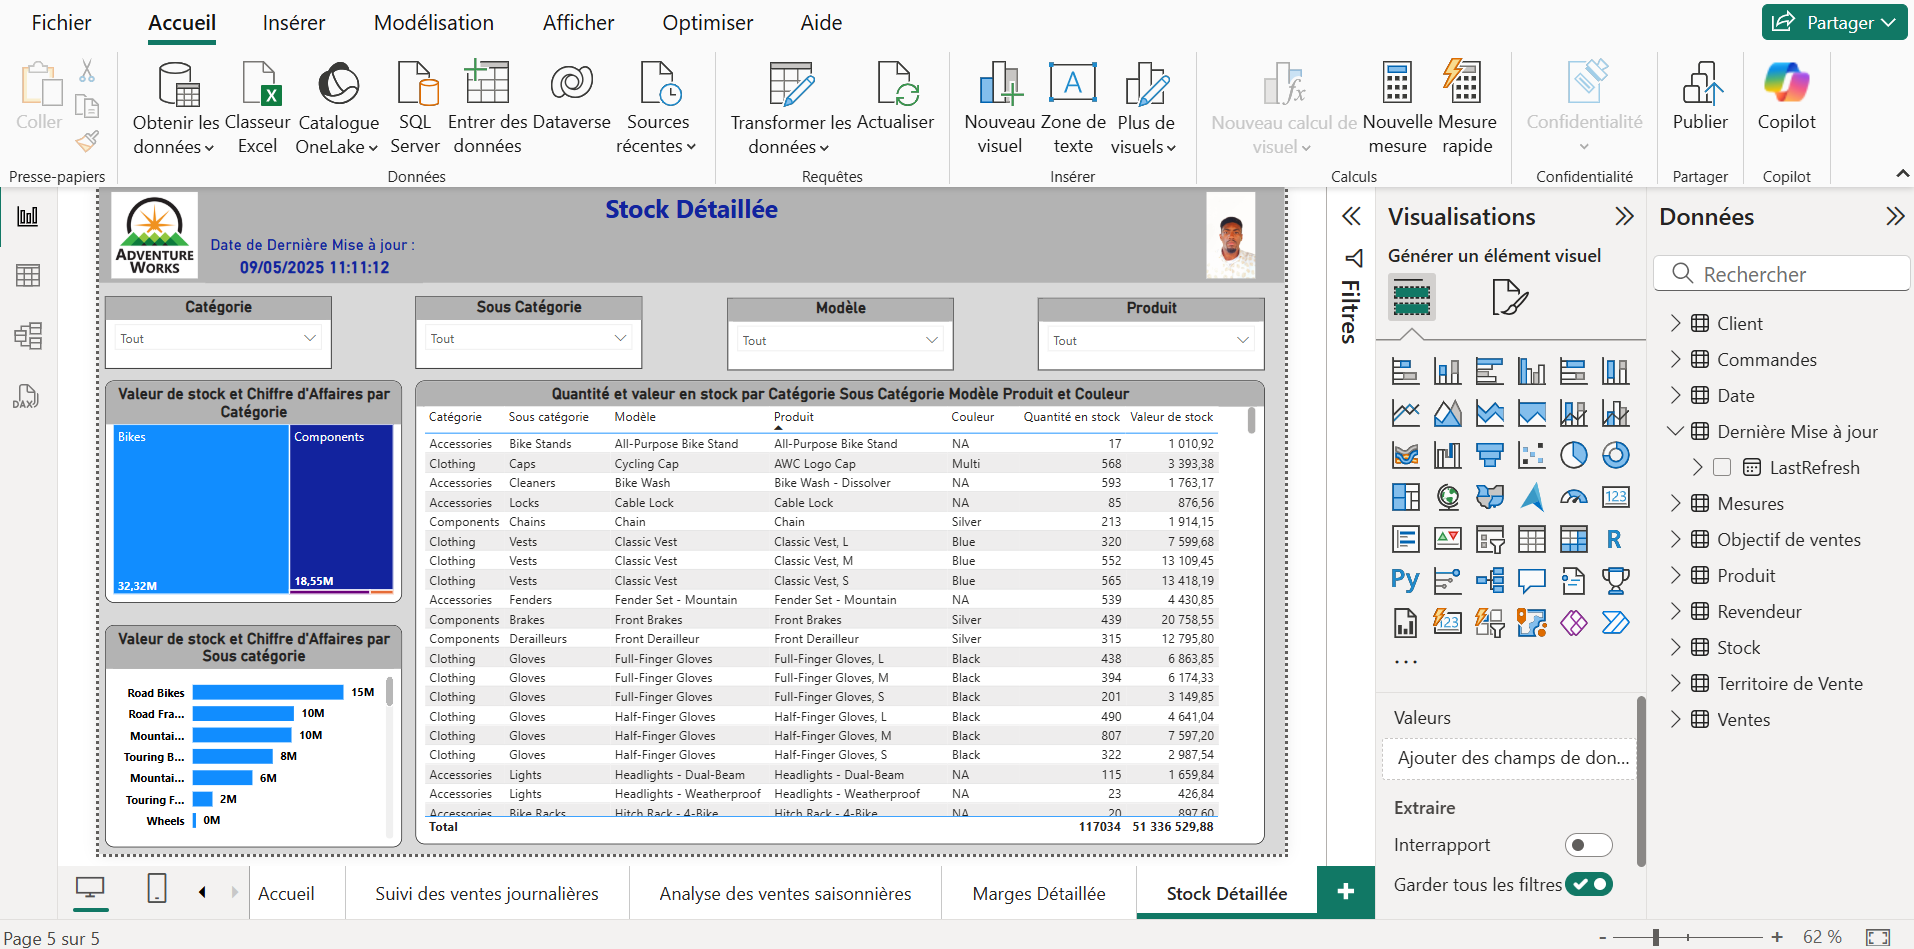 Fichier
Accueil
Insérer
Modélisation
Afficher
Optimiser
Aide
Partager
Coller
Presse-papiers
Obtenir les données
Classeur Excel
Catalogue OneLake
SQL Server
Entrer des données
Dataverse
Sources récentes
Données
Transformer les données
Actualiser
Requêtes
Nouveau visuel
Zone de texte
Plus de visuels
Insérer
Nouveau calcul de visuel
Nouvelle mesure
Mesure rapide
Calculs
Confidentialité
Confidentialité
Publier
Partager
Copilot
Copilot
ADVENTURE
WORKS
Stock Détaillée
Date de Dernière Mise à jour :
09/05/2025 11:11:12
Catégorie
Tout
Sous Catégorie
Tout
Modèle
Tout
Produit
Tout
Valeur de stock et Chiffre d'Affaires par
Catégorie
Bikes
32,32M
Components
18,55M
Valeur de stock et Chiffre d'Affaires par
Sous catégorie
Road Bikes 15M
Road Fra... 10M
Mountai... 10M
Touring B... 8M
Mountai... 6M
Touring F... 2M
Wheels 0M
Quantité et valeur en stock par Catégorie Sous Catégorie Modèle Produit et Couleur
Catégorie Sous catégorie Modèle Produit Couleur Quantité en stock Valeur de stock
Accessories Bike Stands All-Purpose Bike Stand All-Purpose Bike Stand NA 17 1 010,92
Clothing Caps Cycling Cap AWC Logo Cap Multi 568 3 393,38
Accessories Cleaners Bike Wash Bike Wash - Dissolver NA 593 1 763,17
Accessories Locks Cable Lock Cable Lock NA 85 876,56
Components Chains Chain Chain Silver 213 1 914,15
Clothing Vests Classic Vest Classic Vest, L Blue 320 7 599,68
Clothing Vests Classic Vest Classic Vest, M Blue 552 13 109,45
Clothing Vests Classic Vest Classic Vest, S Blue 565 13 418,19
Accessories Fenders Fender Set - Mountain Fender Set - Mountain NA 539 4 430,85
Components Brakes Front Brakes Front Brakes Silver 439 20 758,55
Components Derailleurs Front Derailleur Front Derailleur Silver 315 12 795,80
Clothing Gloves Full-Finger Gloves Full-Finger Gloves, L Black 438 6 863,85
Clothing Gloves Full-Finger Gloves Full-Finger Gloves, M Black 394 6 174,33
Clothing Gloves Full-Finger Gloves Full-Finger Gloves, S Black 201 3 149,85
Clothing Gloves Half-Finger Gloves Half-Finger Gloves, L Black 490 4 641,04
Clothing Gloves Half-Finger Gloves Half-Finger Gloves, M Black 807 7 597,20
Clothing Gloves Half-Finger Gloves Half-Finger Gloves, S Black 322 2 987,54
Accessories Lights Headlights - Dual-Beam Headlights - Dual-Beam NA 115 1 659,84
Accessories Lights Headlights - Weatherproof Headlights - Weatherproof NA 23 426,84
Accessories Bike Racks Hitch Rack - 4-Bike Hitch Rack - 4-Bike NA 20 897,60
Total 117034 51 336 529,88
Filtres
Visualisations
Générer un élément visuel
123
R
Py
123
Valeurs
Ajouter des champs de don...
Extraire
Interrapport
Garder tous les filtres
Données
Rechercher
Client
Commandes
Date
Dernière Mise à jour
LastRefresh
Mesures
Objectif de ventes
Produit
Revendeur
Stock
Territoire de Vente
Ventes
DAX
Accueil
Suivi des ventes journalières
Analyse des ventes saisonnières
Marges Détaillée
Stock Détaillée
Page 5 sur 5
62 %